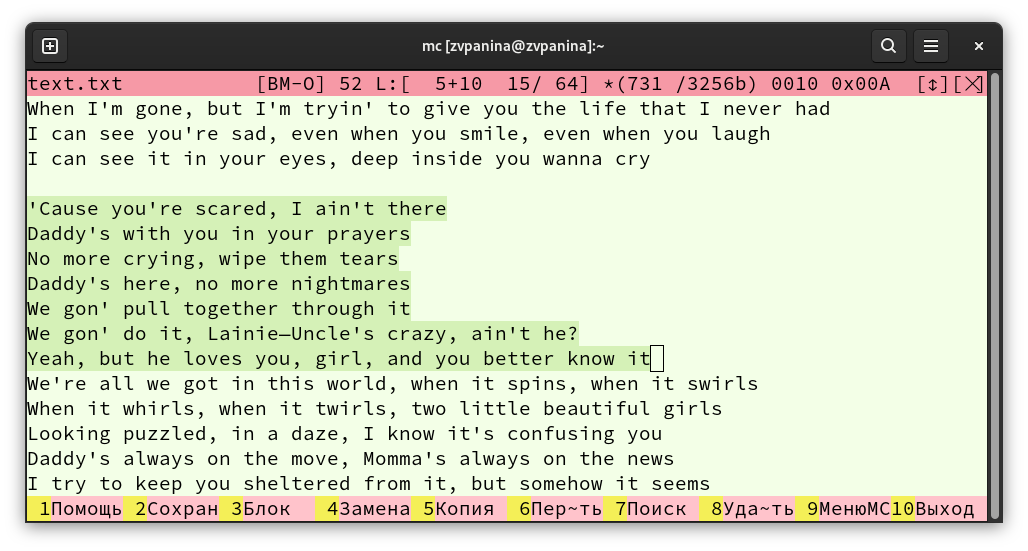 mc [zvpanina@zvpanina]:~
text.txt [BM-O] 52 L:[ 5+10 15/ 64] *(731 /3256b) 0010 0x00A [↕][X]
When I'm gone, but I'm tryin' to give you the life that I never had
I can see you're sad, even when you smile, even when you laugh
I can see it in your eyes, deep inside you wanna cry
'Cause you're scared, I ain't there
Daddy's with you in your prayers
No more crying, wipe them tears
Daddy's here, no more nightmares
We gon' pull together through it
We gon' do it, Lainie—Uncle's crazy, ain't he?
Yeah, but he loves you, girl, and you better know it
We're all we got in this world, when it spins, when it swirls
When it whirls, when it twirls, two little beautiful girls
Looking puzzled, in a daze, I know it's confusing you
Daddy's always on the move, Momma's always on the news
I try to keep you sheltered from it, but somehow it seems
1Помощь 2Сохран 3Блок 4Замена 5Копия 6Пер~ть 7Поиск 8Уда~ть 9МенюMC10Выход